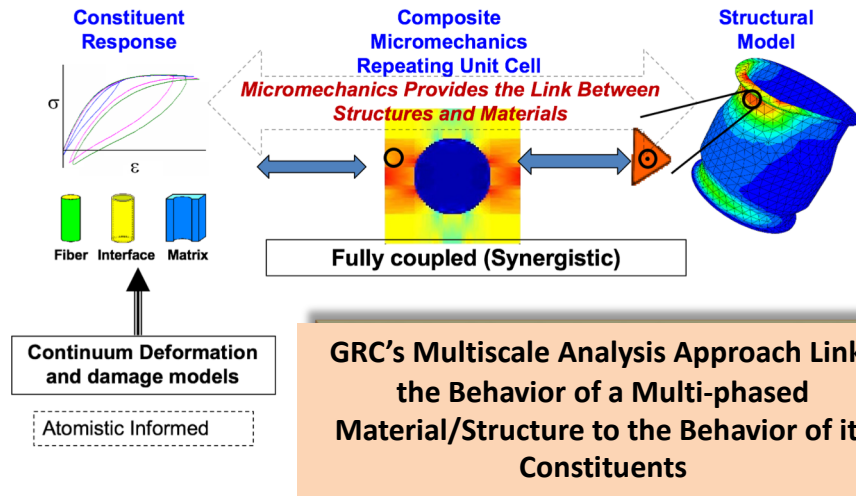 Constituent
Response
Composite
Micromechanics
Repeating Unit Cell
Structural
Model
Micromechanics Provides the Link Between
Structures and Materials
σ
ε
Fiber Interface Matrix
Fully coupled (Synergistic)
Continuum Deformation
and damage models
Atomistic Informed
GRC's Multiscale Analysis Approach Link
the Behavior of a Multi-phased
Material/Structure to the Behavior of it
Constituents